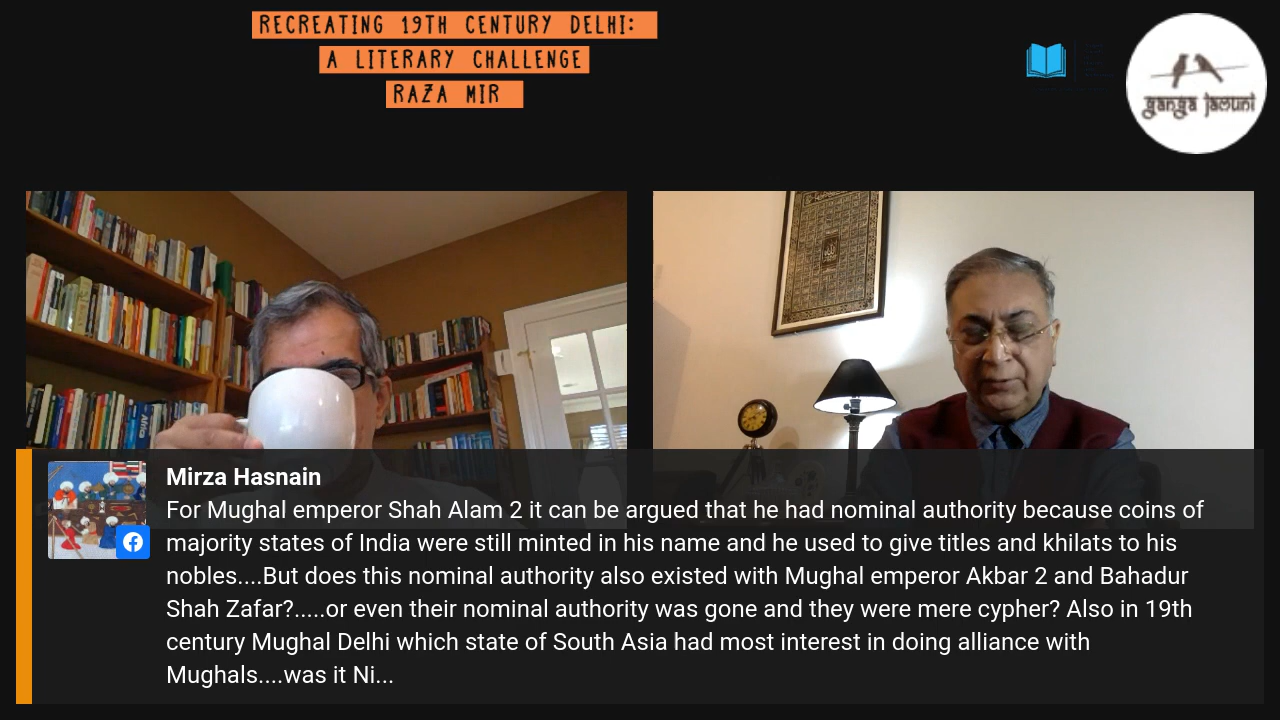 RECREATING 19TH CENTURY DELHI:
A LITERARY CHALLENGE
RAZA MIR
ganga jamuni
Mirza Hasnain
For Mughal emperor Shah Alam 2 it can be argued that he had nominal authority because coins of
majority states of India were still minted in his name and he used to give titles and khilats to his
nobles....But does this nominal authority also existed with Mughal emperor Akbar 2 and Bahadur
Shah Zafar?.....or even their nominal authority was gone and they were mere cypher? Also in 19th
century Mughal Delhi which state of South Asia had most interest in doing alliance with
Mughals....was it Ni...